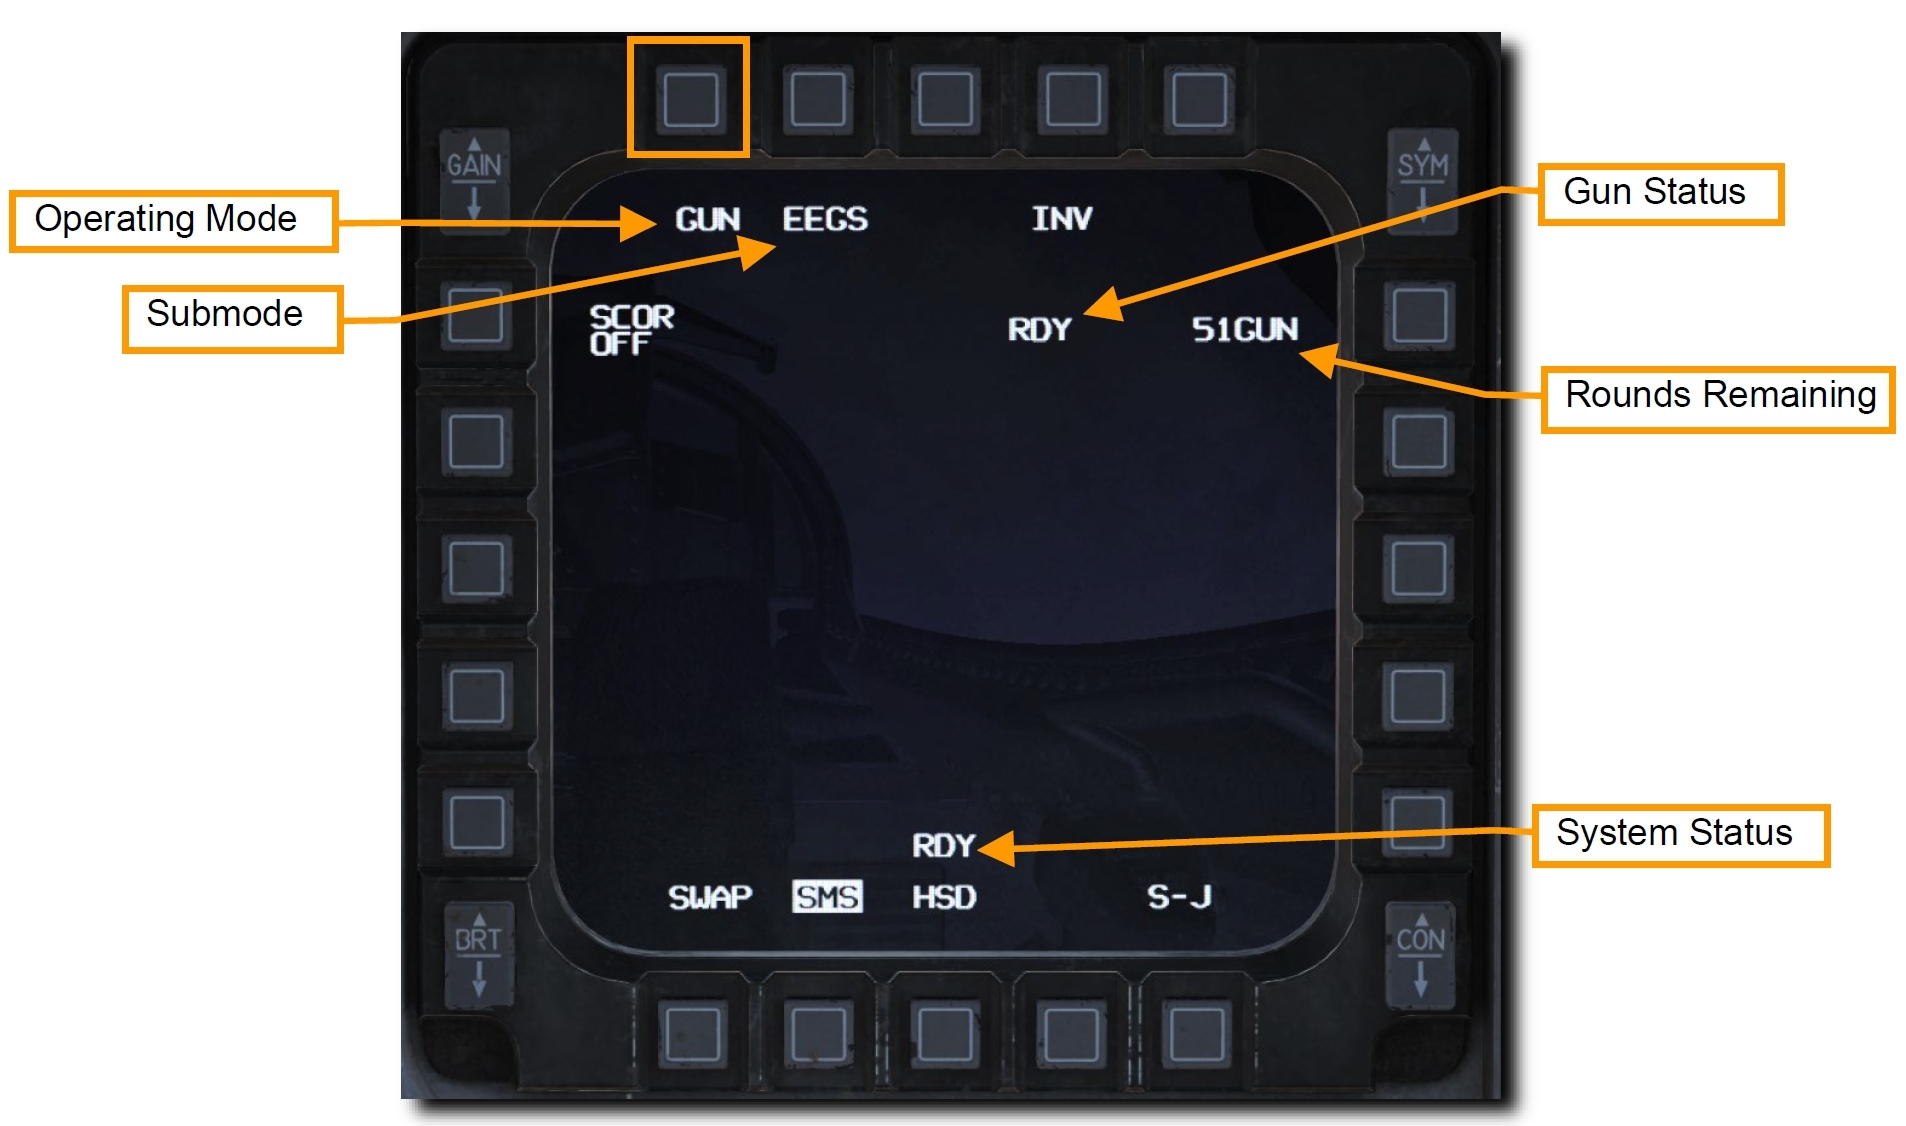 GAIN
SYM
Operating Mode
GUN EEGS INV
Gun Status
Submode
SCOR
OFF
RDY 51GUN
Rounds Remaining
RDY
System Status
SWAP SMS HSD S-J
BRT
CON